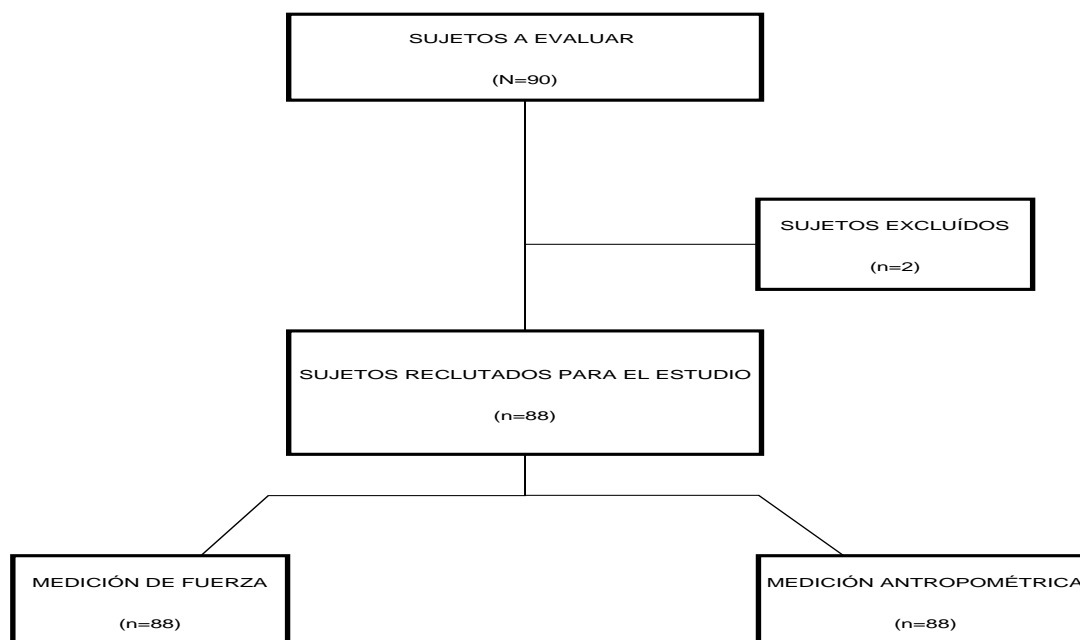 SUJETOS A EVALUAR
(N=90)
SUJETOS EXCLUÍDOS
(n=2)
SUJETOS RECLUTADOS PARA EL ESTUDIO
(n=88)
MEDICIÓN DE FUERZA
(n=88)
MEDICIÓN ANTROPOMÉTRICA
(n=88)